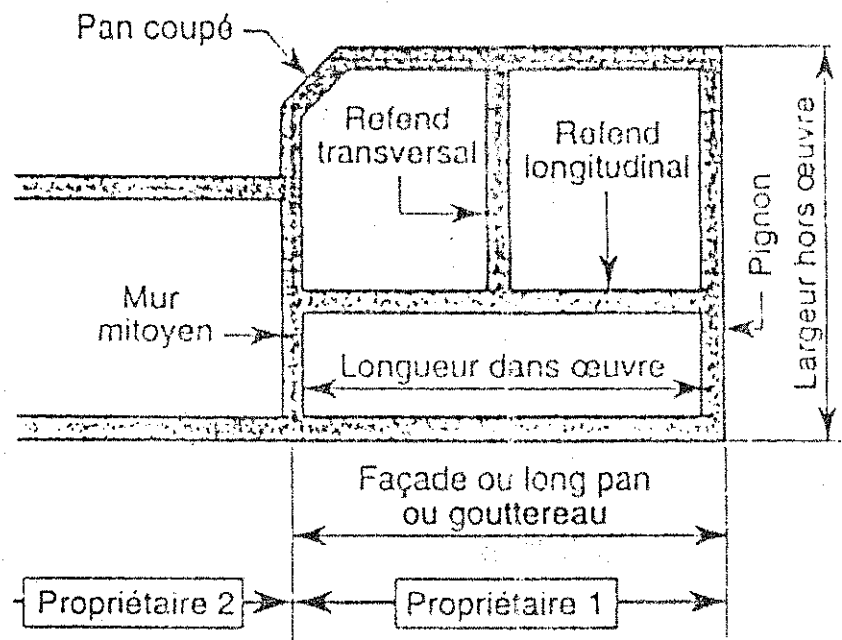 Pan coupé
Refend
transversal
Refend
longitudinal
Pignon
Largeur hors œuvre
Mur
mitoyen
Longueur dans œuvre
Façade ou long pan
ou gouttereau
Propriétaire 2
Propriétaire 1